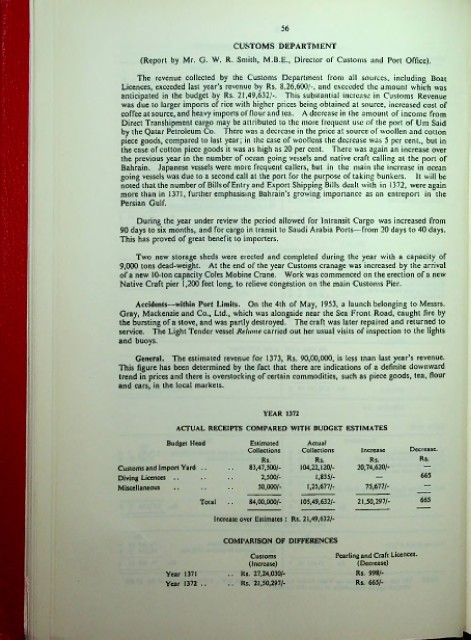 56
CUSTOMS DEPARTMENT
(Report by Mr. G. W. R. Smith, M.B.E., Director of Customs and Port Office).
The revenue collected by the Customs Department from all sources, including Boat
Licences, exceeded last year's revenue by Rs. 8,26,600/-. and exceeded the amount which was
anticipated in the budget by Rs. 21,49,632/-. This substantial increase in Customs Revenue
was due to larger imports of rice with higher prices being obtained at source, increased cost of
coffee at source, and heavy imports of flour and tea. A decrease in the amount of income from
Direct Transhipment cargo may be attributed to the more frequent use of the port of Um Said
by the Qatar Petroleum Co. There was a decrease in the price at source of woollen and cotton
piece goods, compared to last year; in the case of woollens the decrease was 5 per cent., but in
the case of cotton piece goods it was as high as 20 per cent. There was again an increase over
the previous year in the number of ocean going vessels and native craft calling at the port of
Bahrain. Japanese vessels were more frequent callers, but in the main the increase in ocean
going vessels was due to a second call at the port for the purpose of taking bunkers. It will be
noted that the number of Bills of Entry and Export Shipping Bills dealt with in 1372, were again
more than in 1371, further emphasising Bahrain's growing importance as an entreport in the
Persian Gulf.
During the year under review the period allowed for Intransit Cargo was increased from
90 days to six months, and for cargo in transit to Saudi Arabia Ports—from 20 days to 40 days.
This has proved of great benefit to importers.
Two new storage sheds were erected and completed during the year with a capacity of
9,000 tons dead-weight. At the end of the year Customs cranage was increased by the arrival
of a new 10-ton capacity Coles Mobine Crane. Work was commenced on the erection of a new
Native Craft pier 1,200 feet long, to relieve congestion on the main Customs Pier.
Accidents—within Port Limits. On the 4th of May, 1953, a launch belonging to Messrs.
Gray, Mackenzie and Co., Ltd., which was alongside near the Sea Front Road, caught fire by
the bursting of a stove, and was partly destroyed. The craft was later repaired and returned to
service. The Light Tender vessel Relume carried out her usual visits of inspection to the lights
and buoys.
General. The estimated revenue for 1373, Rs. 90,00,000, is less than last year's revenue.
This figure has been determined by the fact that there are indications of a definite downward
trend in prices and there is overstocking of certain commodities, such as piece goods, tea, flour
and cars, in the local markets.
YEAR 1372
ACTUAL RECEIPTS COMPARED WITH BUDGET ESTIMATES
Budget Head Estimated Collections Actual Collections Increase Decrease.
Rs. Rs. Rs. Rs.
Customs and Import Yard .. .. 83,47,500/- 104,22,120/- 20,74,620/- —
Diving Licences .. .. .. 2,500/- 1,835/- — 665
Miscellaneous .. .. .. 50,000/- 1,25,677/- 75,677/- —
Total .. 84,00,000/- 105,49,632/- 21,50,297/- 665
Increase over Estimates : Rs. 21,49,632/-
COMPARISON OF DIFFERENCES
Customs (Increase) Pearling and Craft Licences. (Decrease)
Year 1371 .. Rs. 27,24,030/- Rs. 998/-
Year 1372 .. .. Rs. 21,50,297/- Rs. 665/-